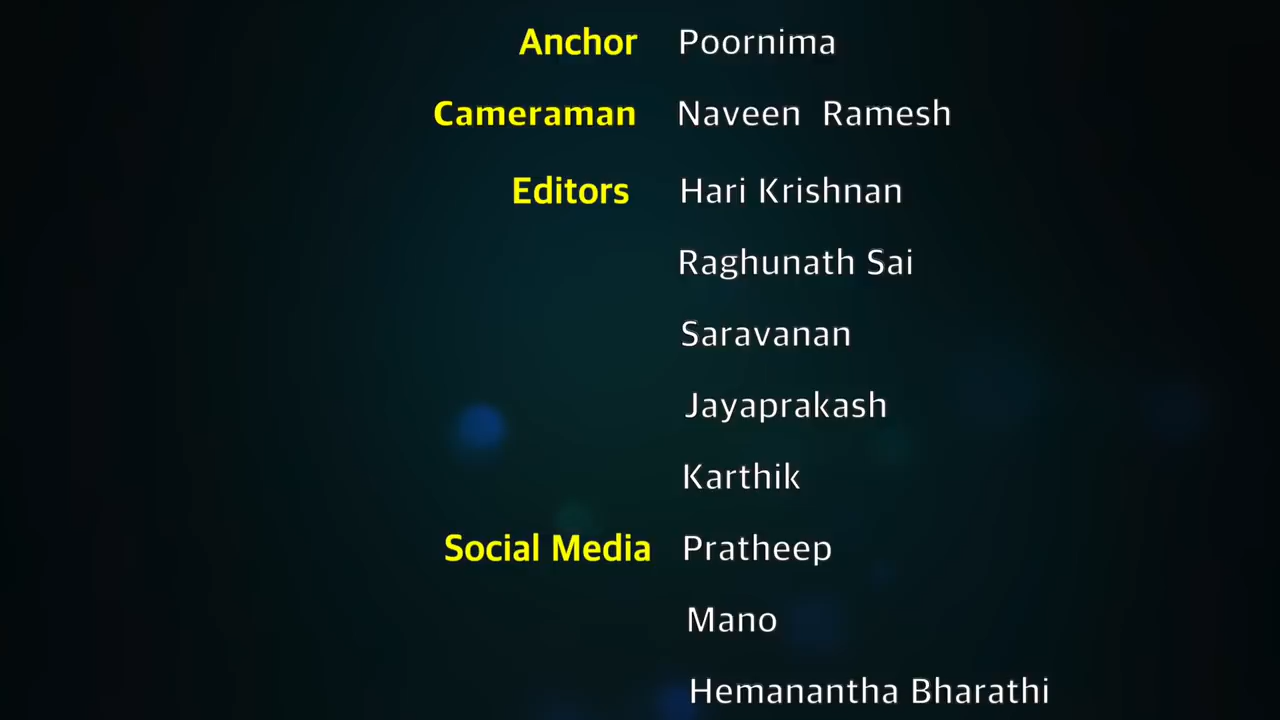 Anchor Poornima
Cameraman Naveen Ramesh
Editors Hari Krishnan
Raghunath Sai
Saravanan
Jayaprakash
Karthik
Social Media Pratheep
Mano
Hemanantha Bharathi